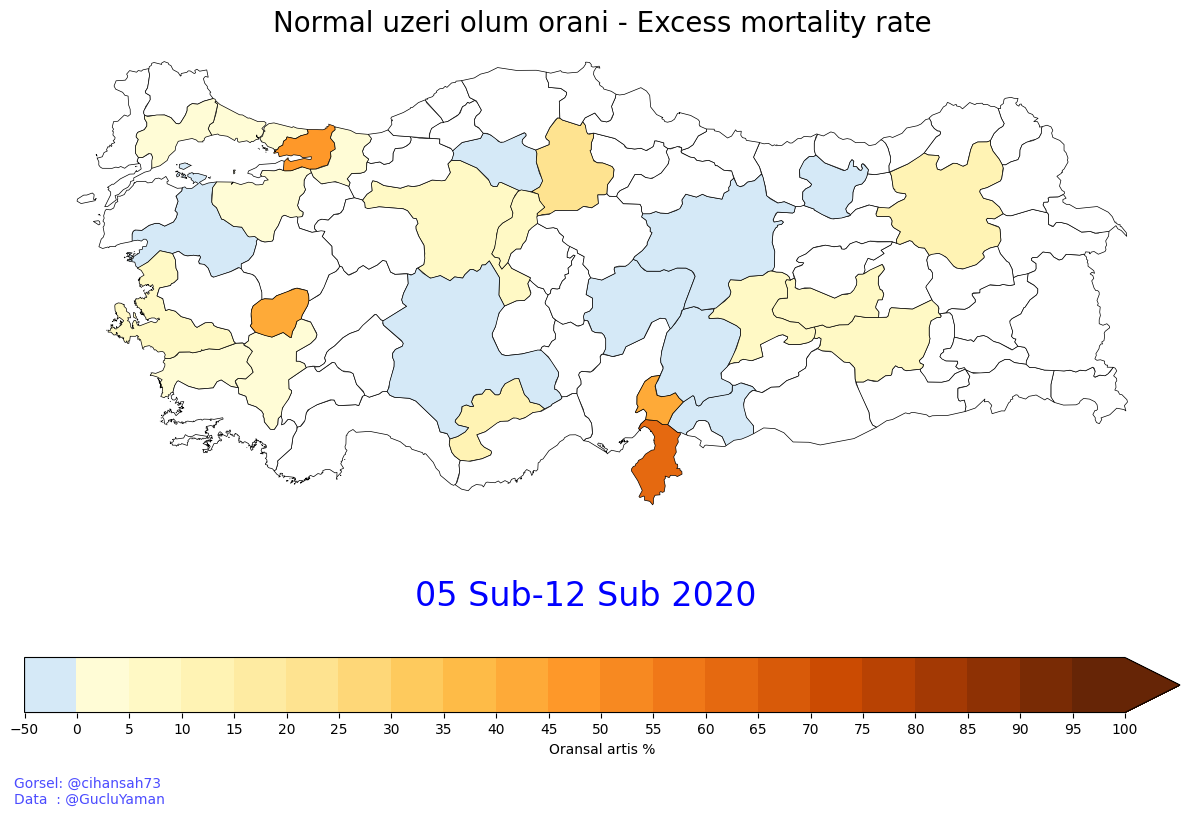 Normal uzeri olum orani - Excess mortality rate
05 Sub-12 Sub 2020
−50 0 5 10 15 20 25 30 35 40 45 50 55 60 65 70 75 80 85 90 95 100
Oransal artis %
Gorsel: @cihansah73
Data  : @GucluYaman